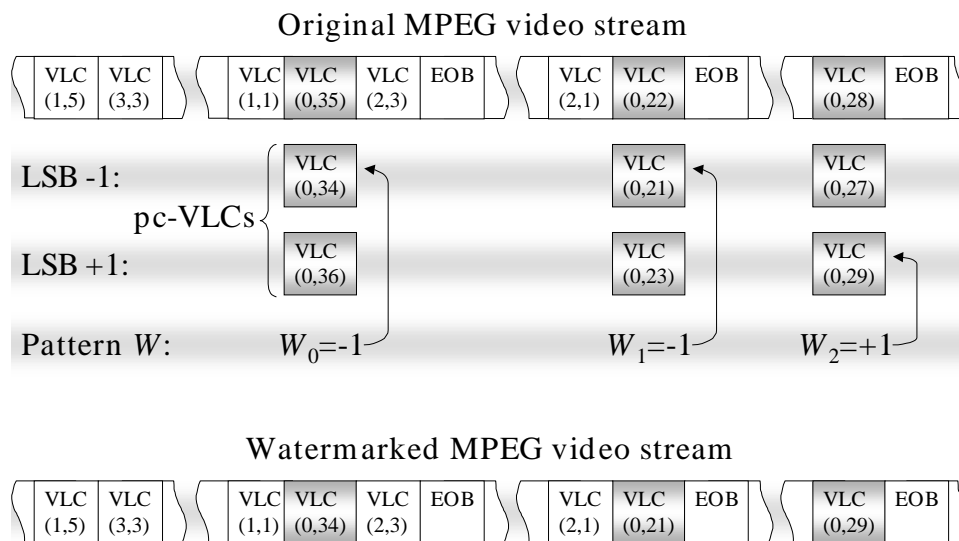 Original MPEG video stream
VLC VLC VLC VLC VLC EOB VLC VLC EOB VLC EOB
(1,5) (3,3) (1,1) (0,35) (2,3) (2,1) (0,22) (0,28)
VLC VLC VLC
LSB -1:
(0,34) (0,21) (0,27)
pc-VLCs
VLC VLC VLC
LSB +1:
(0,36) (0,23) (0,29)
Pattern W: W0=-1 W1=-1 W2=+1
Watermarked MPEG video stream
VLC VLC VLC VLC VLC EOB VLC VLC EOB VLC EOB
(1,5) (3,3) (1,1) (0,34) (2,3) (2,1) (0,21) (0,29)